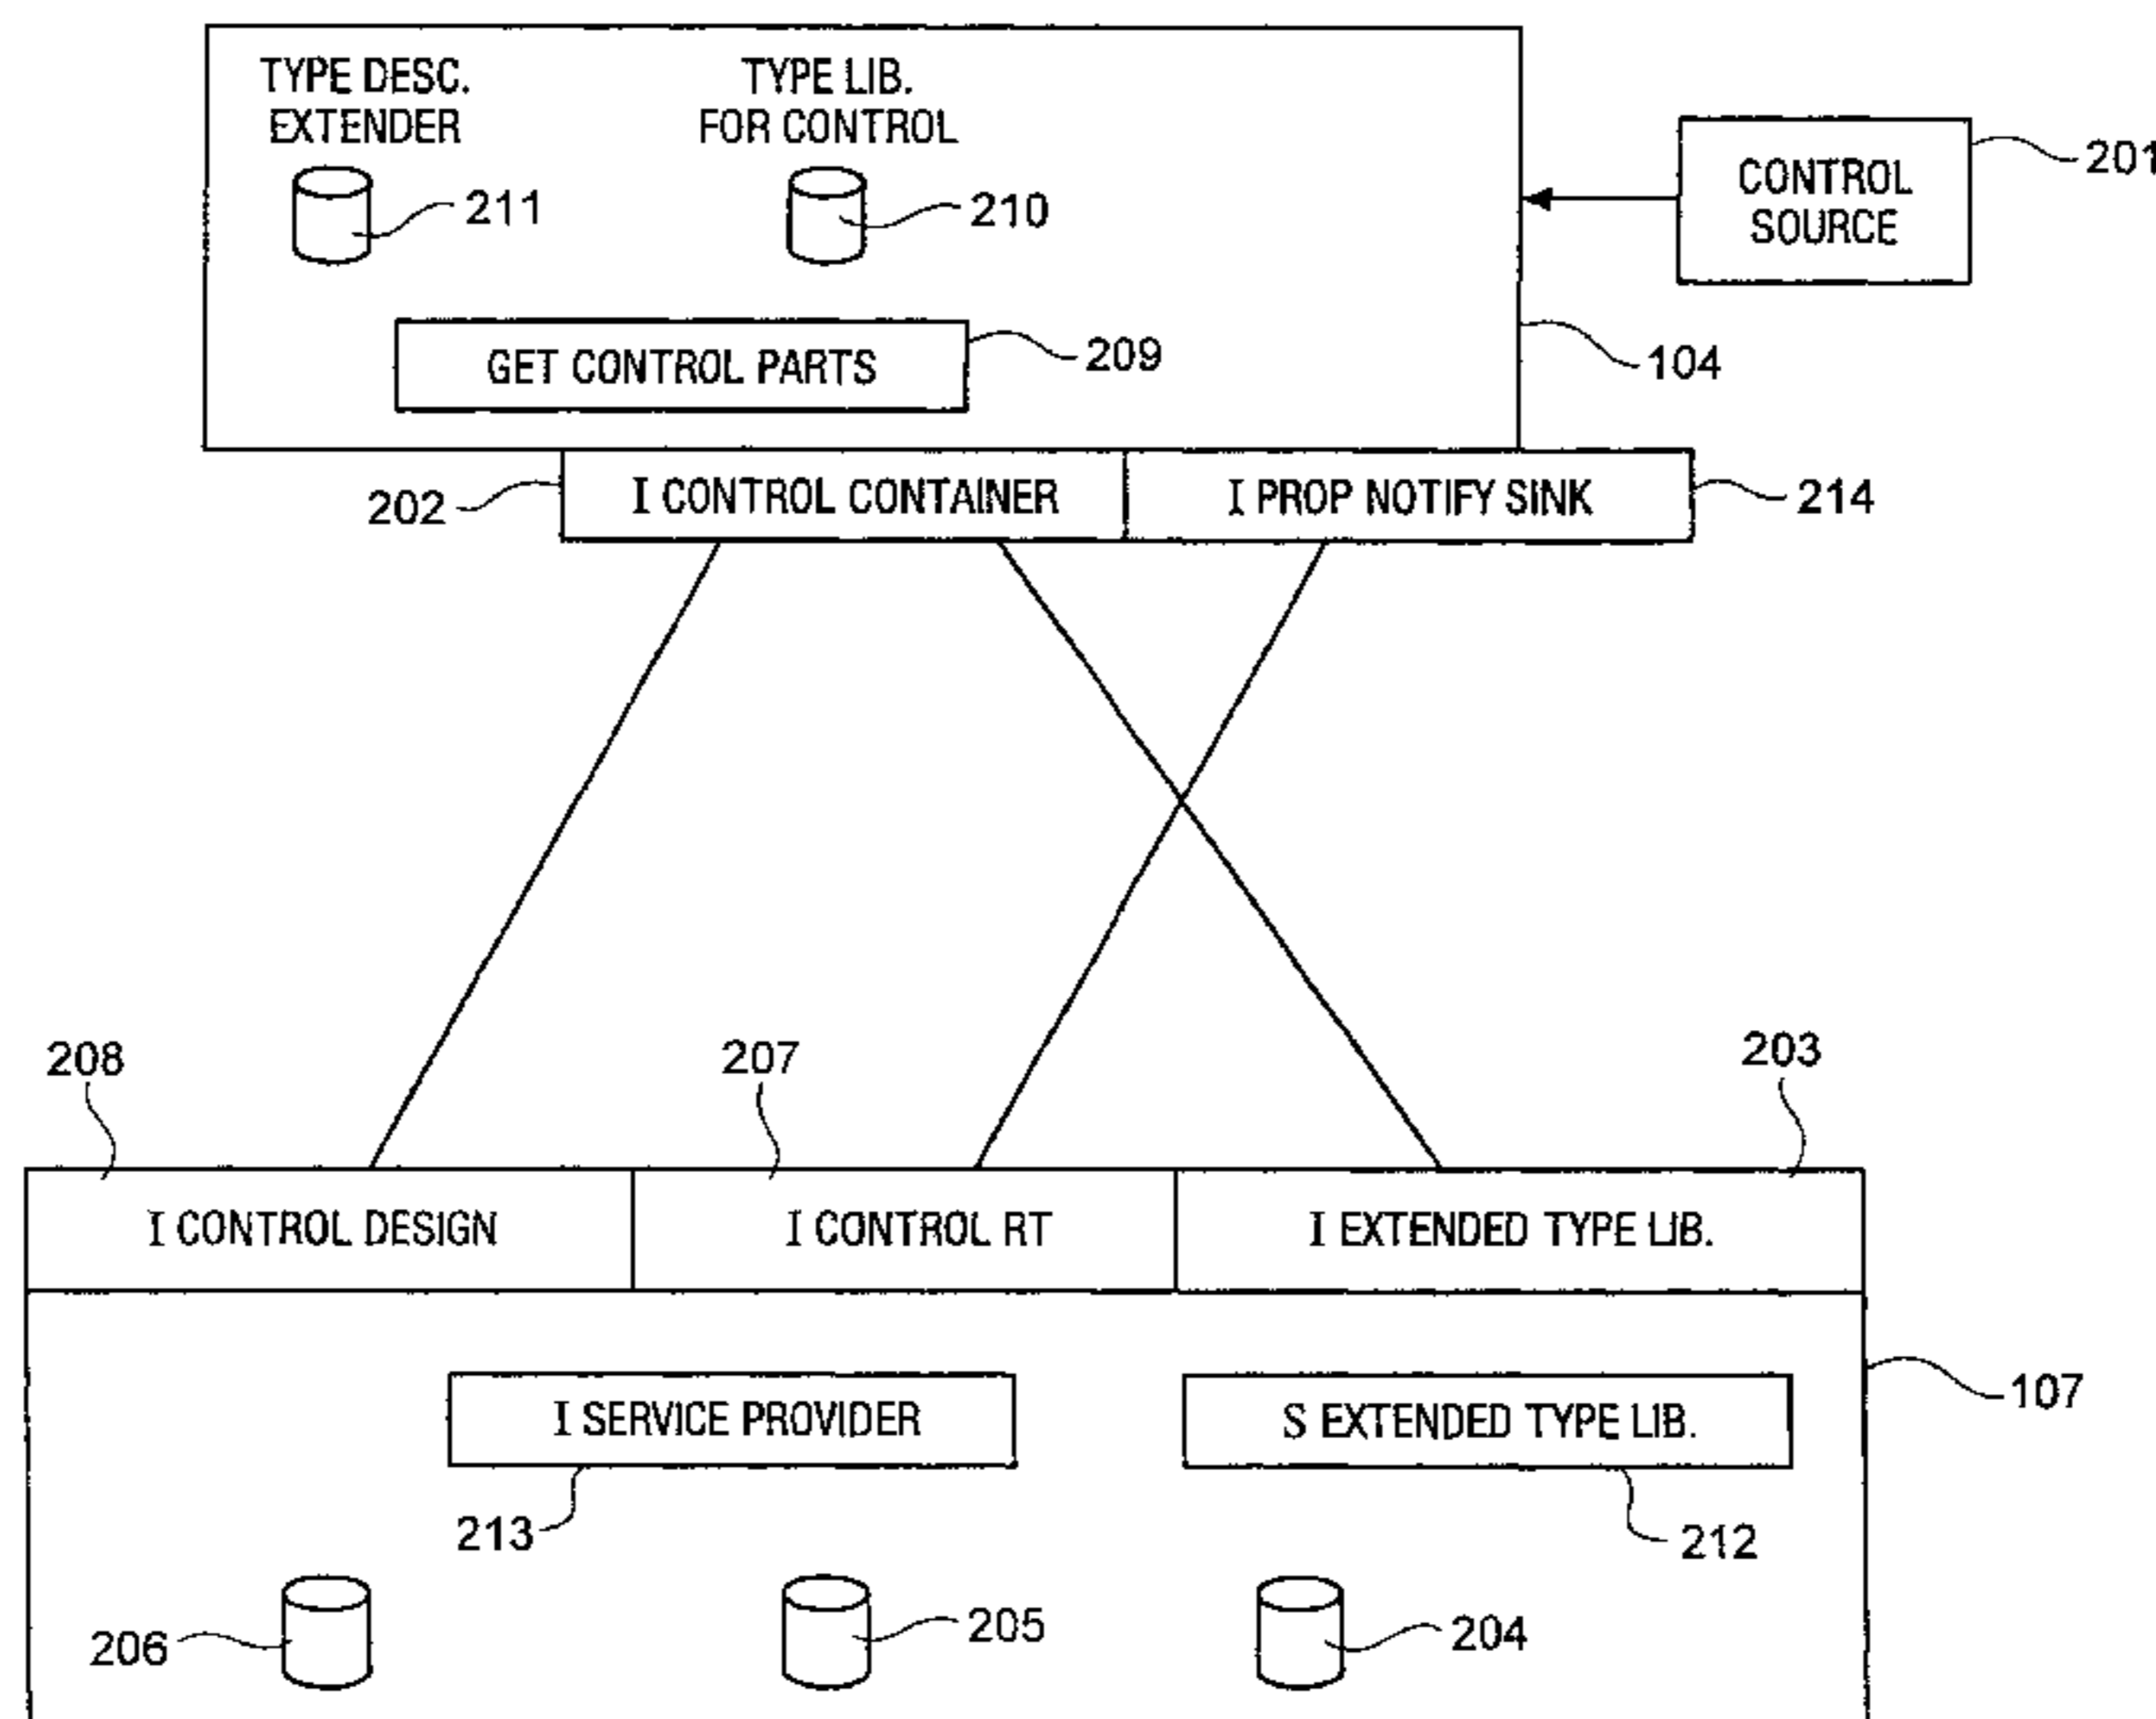 TYPE DESC.
EXTENDER
TYPE LIB.
FOR CONTROL
211
210
CONTROL
SOURCE
201
GET CONTROL PARTS
209
104
202
I CONTROL CONTAINER
I PROP NOTIFY SINK
214
208
207
203
I CONTROL DESIGN
I CONTROL RT
I EXTENDED TYPE LIB.
107
I SERVICE PROVIDER
S EXTENDED TYPE LIB.
213
212
206
205
204